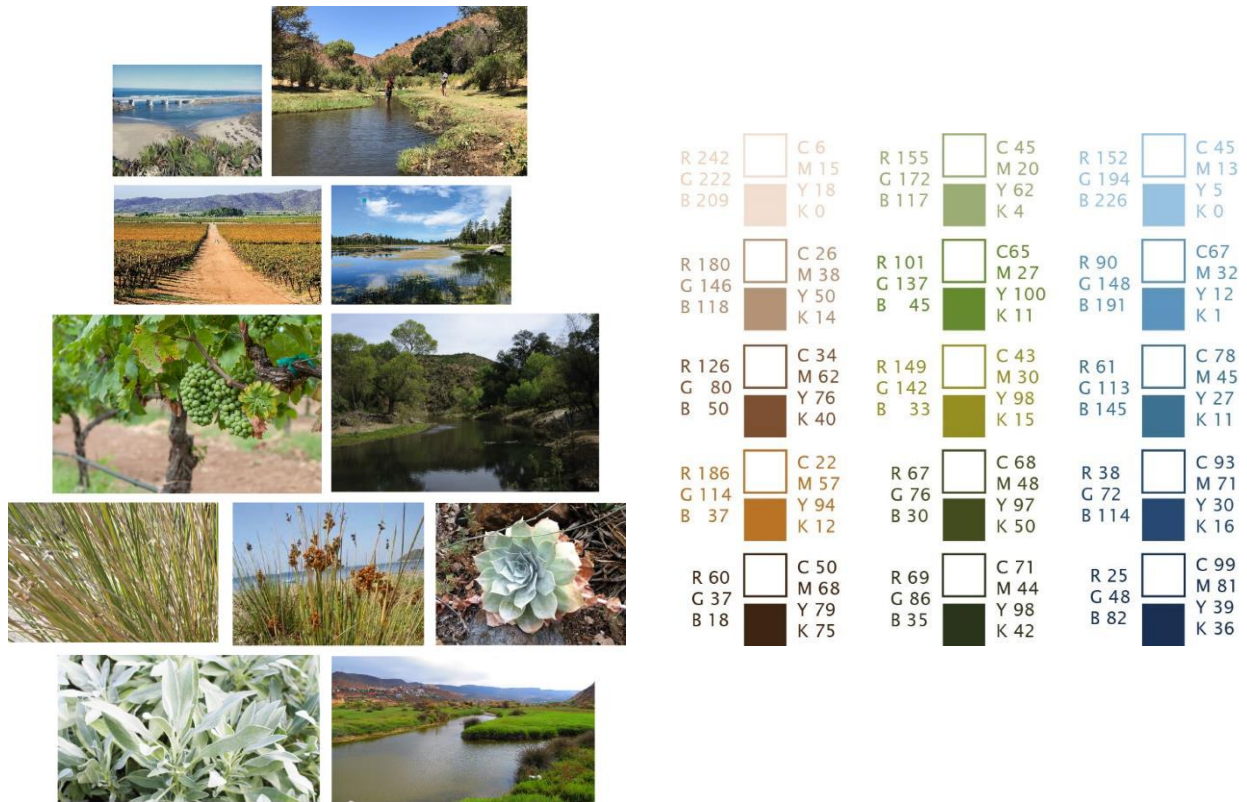 R 242
G 222
B 209
C 6
M 15
Y 18
K 0
R 180
G 146
B 118
C 26
M 38
Y 50
K 14
R 126
G 80
B 50
C 34
M 62
Y 76
K 40
R 186
G 114
B 37
C 22
M 57
Y 94
K 12
R 60
G 37
B 18
C 50
M 68
Y 79
K 75
R 155
G 172
B 117
C 45
M 20
Y 62
K 4
R 101
G 137
B 45
C65
M 27
Y 100
K 11
R 149
G 142
B 33
C 43
M 30
Y 98
K 15
R 67
G 76
B 30
C 68
M 48
Y 97
K 50
R 69
G 86
B 35
C 71
M 44
Y 98
K 42
R 152
G 194
B 226
C 45
M 13
Y 5
K 0
R 90
G 148
B 191
C67
M 32
Y 12
K 1
R 61
G 113
B 145
C 78
M 45
Y 27
K 11
R 38
G 72
B 114
C 93
M 71
Y 30
K 16
R 25
G 48
B 82
C 99
M 81
Y 39
K 36